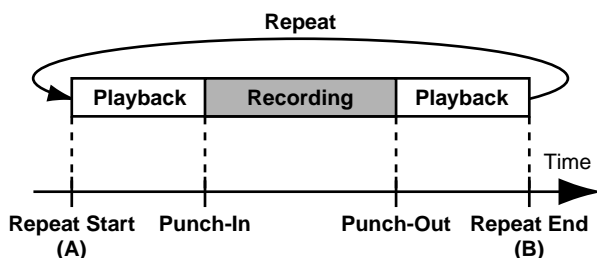 Repeat
Playback Recording Playback
Time
Repeat Start Punch-In Punch-Out Repeat End
(A) (B)